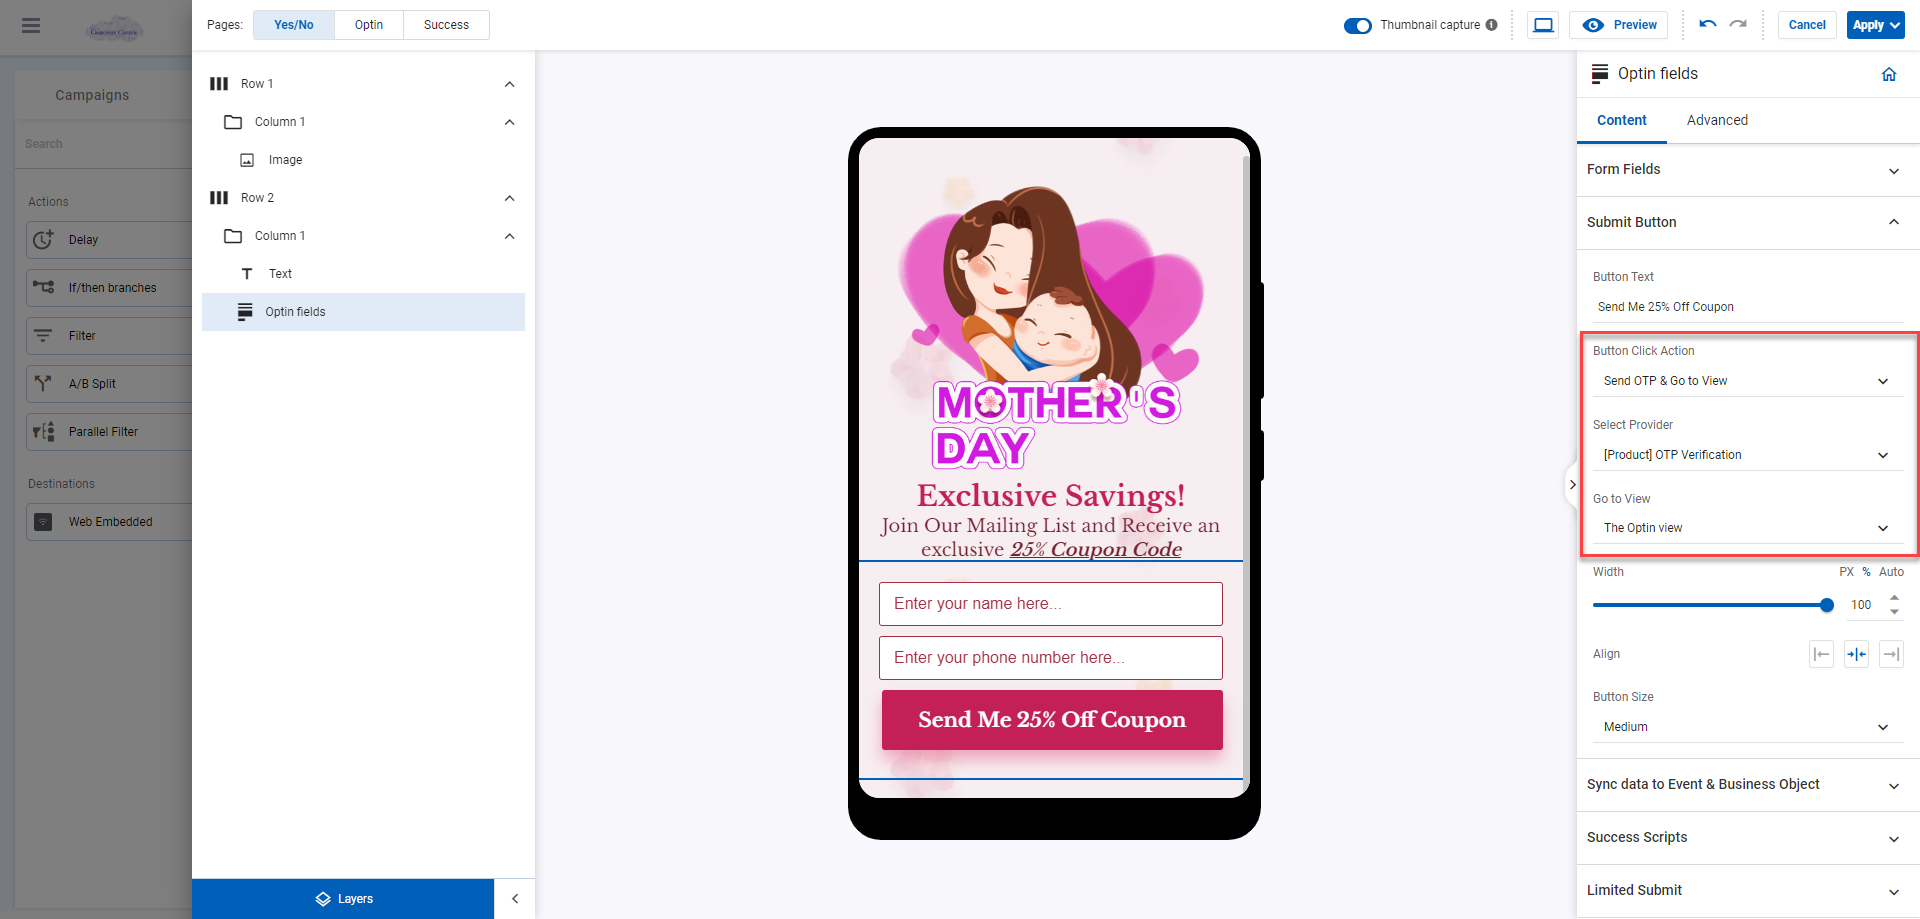 Pages:
Yes/No
Optin
Success
Thumbnail capture
Preview
Cancel
Apply
Campaigns
Search
Actions
Delay
If/then branches
Filter
A/B Split
Parallel Filter
Destinations
Web Embedded
Row 1
Column 1
Image
Row 2
Column 1
Text
Optin fields
Layers
MOTHER'S
DAY
Exclusive Savings!
Join Our Mailing List and Receive an
exclusive 25% Coupon Code
Enter your name here...
Enter your phone number here...
Send Me 25% Off Coupon
Optin fields
Content
Advanced
Form Fields
Submit Button
Button Text
Send Me 25% Off Coupon
Button Click Action
Send OTP & Go to View
Select Provider
[Product] OTP Verification
Go to View
The Optin view
Width
PX % Auto
100
Align
Button Size
Medium
Sync data to Event & Business Object
Success Scripts
Limited Submit